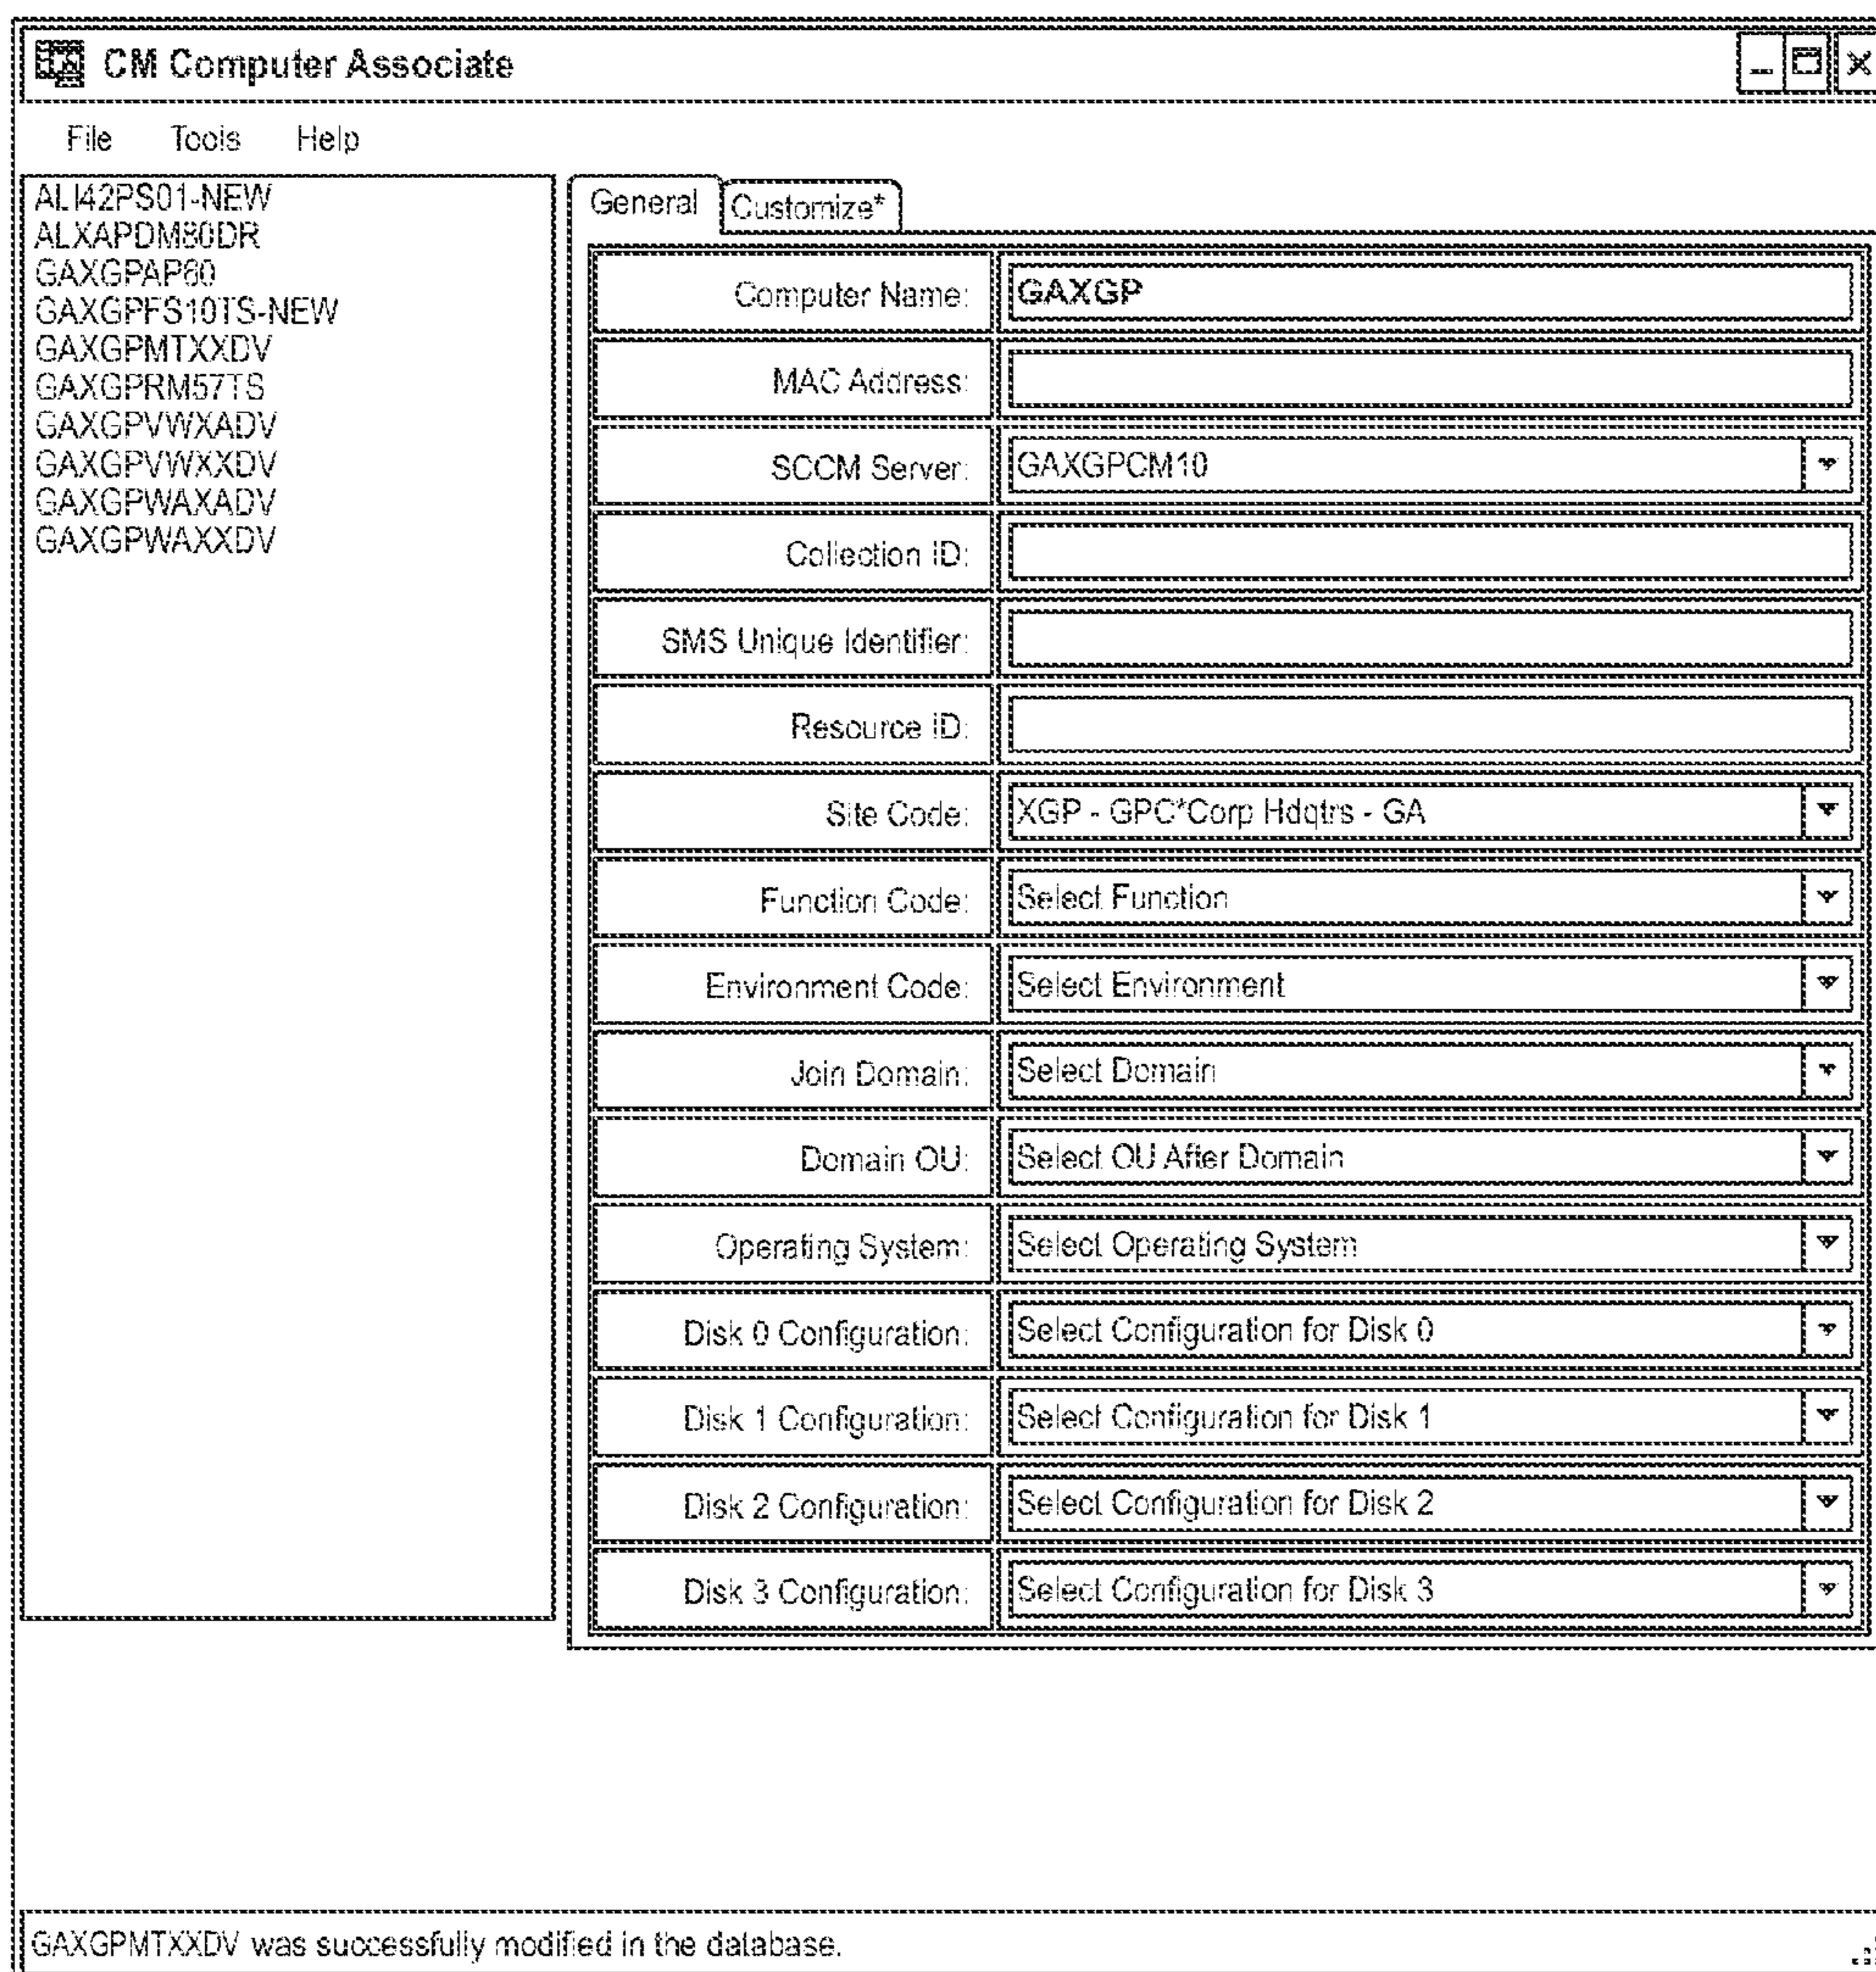 CM Computer Associate
File Tools Help
ALI42PS01-NEW
ALXAPDM80DR
GAXGPAP60
GAXGPFS10TS-NEW
GAXGPMTXXDV
GAXGPRM57TS
GAXGPVWXADV
GAXGPVWXXDV
GAXGPWAXADV
GAXGPWAXXDV
General Customize*
Computer Name: GAXGP
MAC Address:
SCCM Server: GAXGPCM10
Collection ID:
SMS Unique Identifier:
Resource ID:
Site Code: XGP - GPC*Corp Hdqtrs - GA
Function Code: Select Function
Environment Code: Select Environment
Join Domain: Select Domain
Domain OU: Select OU After Domain
Operating System: Select Operating System
Disk 0 Configuration: Select Configuration for Disk 0
Disk 1 Configuration: Select Configuration for Disk 1
Disk 2 Configuration: Select Configuration for Disk 2
Disk 3 Configuration: Select Configuration for Disk 3
GAXGPMTXXDV was successfully modified in the database.